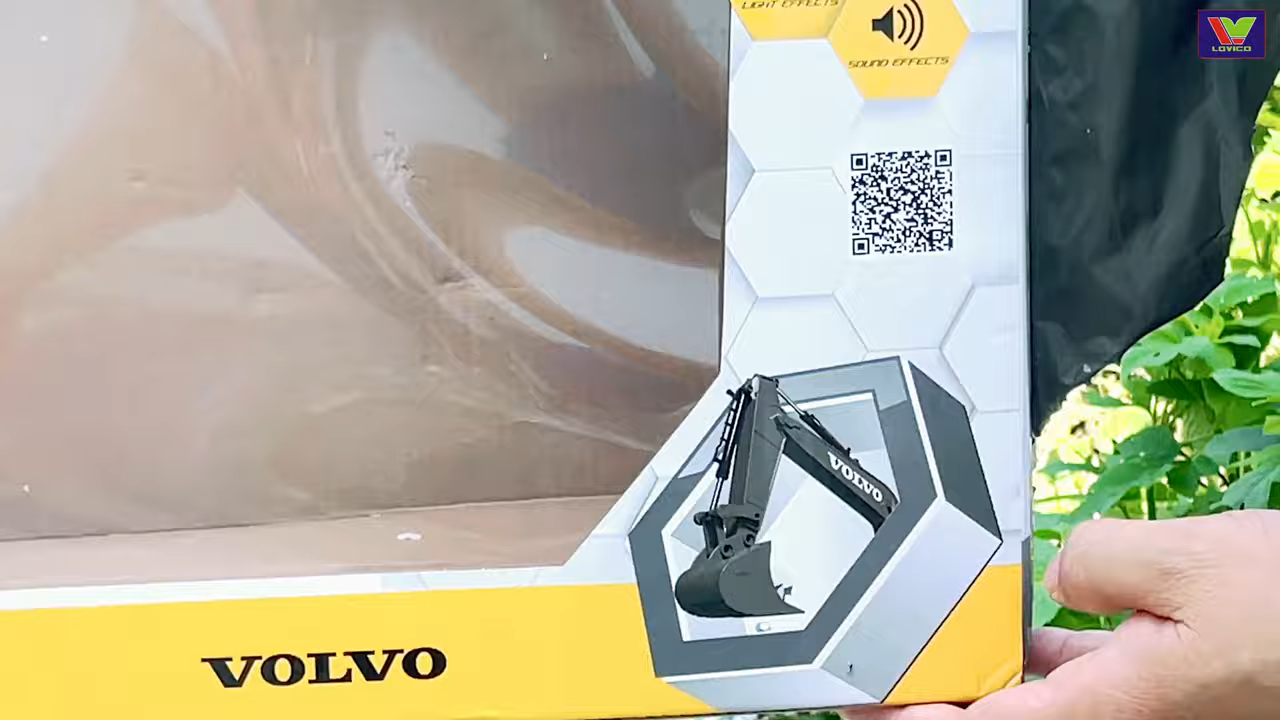 LIGHT EFFECTS
SOUND EFFECTS
LOVICO
VOLVO
VOLVO